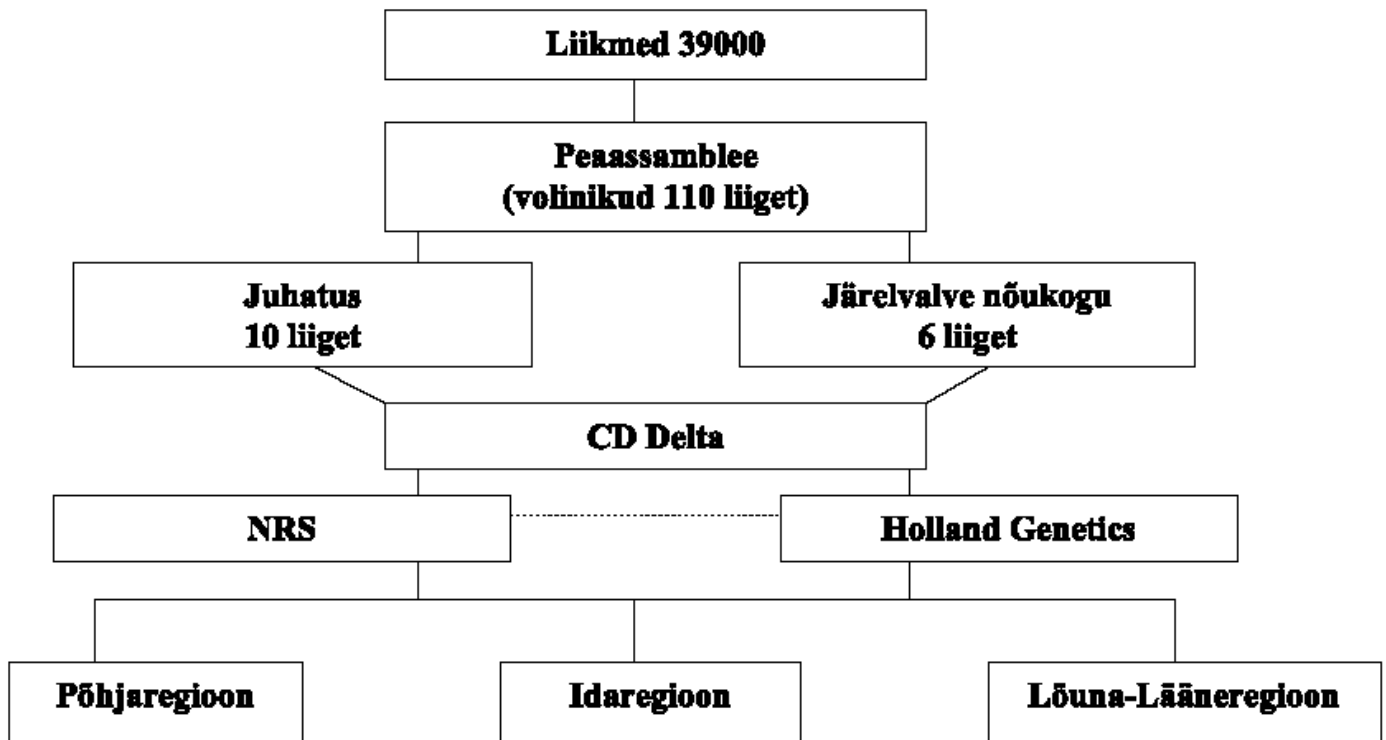 Liikmed 39000
Peaassamblee
(volinikud 110 liiget)
Juhatus
10 liiget
Järelvalve nõukogu
6 liiget
CD Delta
NRS
Holland Genetics
Põhjaregioon
Idaregioon
Lõuna-Lääneregioon